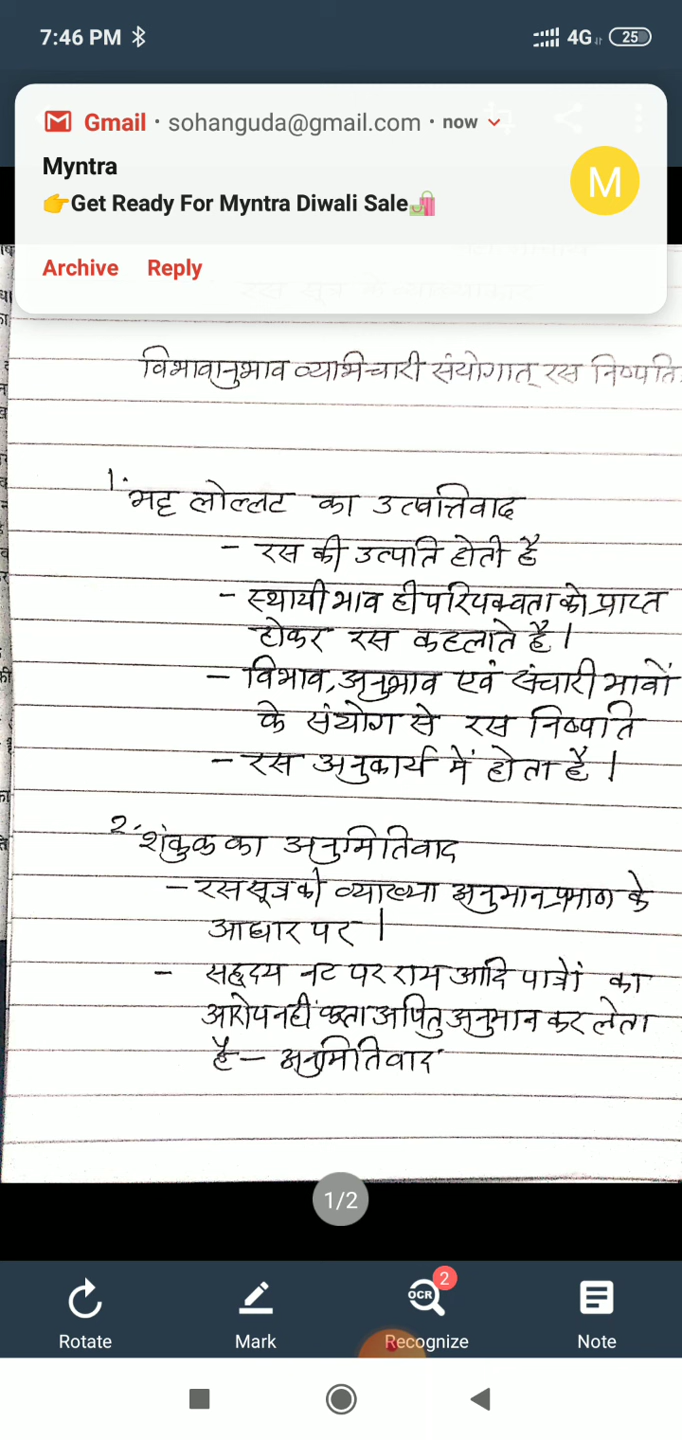 7:46 PM 4G 25
Gmail · sohanguda@gmail.com · now
Myntra
👉Get Ready For Myntra Diwali Sale🛍️
M
Archive Reply
विभावानुभाव व्याभिचारी संयोगात् रस निष्पति
1. भट्ट लोल्लट का उत्पत्तिवाद
- रस की उत्पति होती है
- स्थायी भाव ही परिपक्वता को प्राप्त
होकर रस कहलाते है।
- विभाव, अनुभाव एवं संचारी भावों
के संयोग से रस निष्पति
- रस अनुकार्य में होता है।
2. शंकुक का अनुमितिवाद
- रस सूत्र को व्याख्या अनुमान प्रमाण के
आधार पर।
- सहृदय नट पर राम आदि पात्रों का
आरोप नहीं करता अपितु अनुमान कर लेता
है - अनुमितिवाद
1/2
2
OCR
Rotate Mark Recognize Note